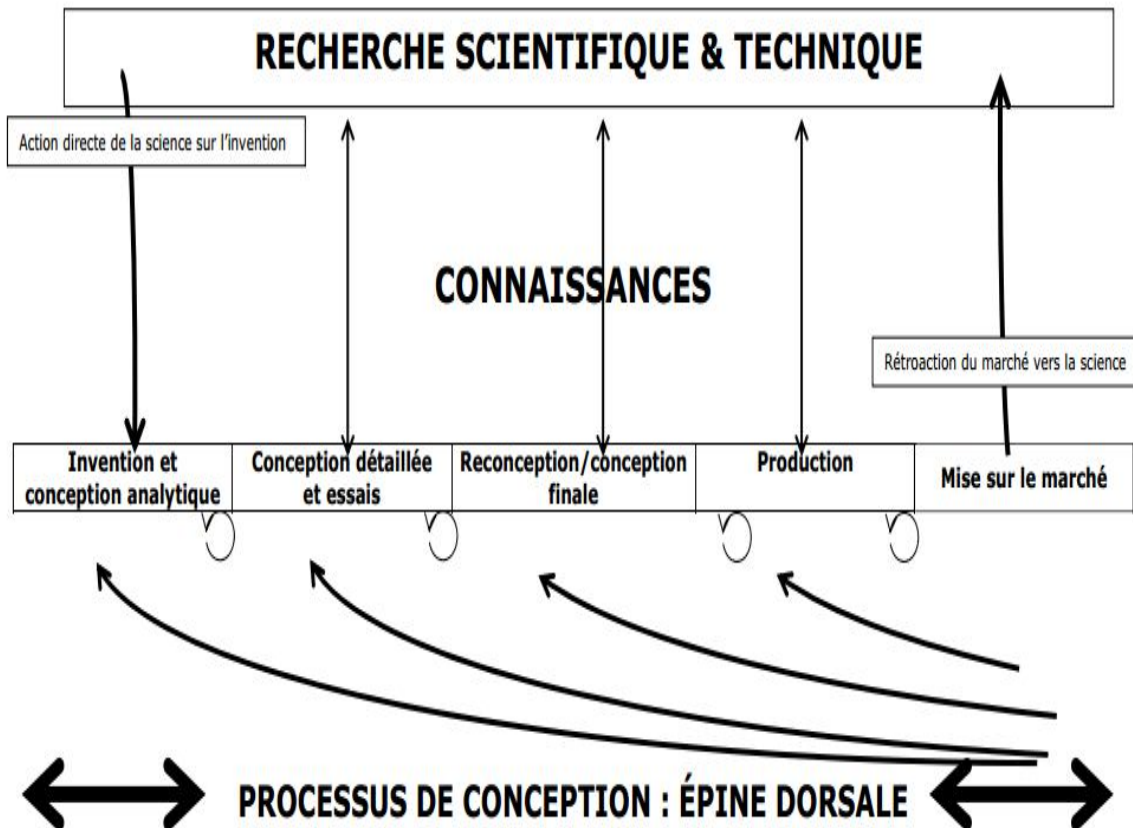 RECHERCHE SCIENTIFIQUE & TECHNIQUE
Action directe de la science sur l'invention
CONNAISSANCES
Rétroaction du marché vers la science
Invention et
conception analytique
Conception détaillée
et essais
Reconception/conception
finale
Production
Mise sur le marché
PROCESSUS DE CONCEPTION : ÉPINE DORSALE